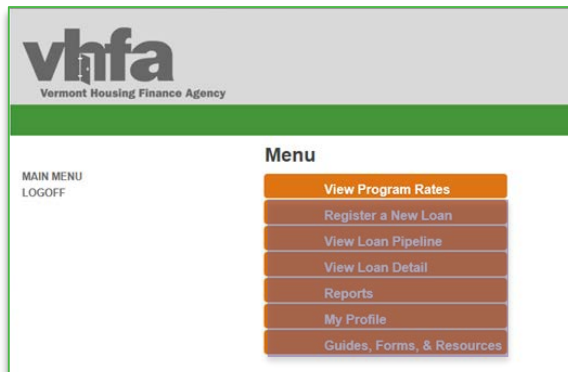 vhfa
Vermont Housing Finance Agency
Menu
MAIN MENU
LOGOFF
View Program Rates
Register a New Loan
View Loan Pipeline
View Loan Detail
Reports
My Profile
Guides, Forms, & Resources